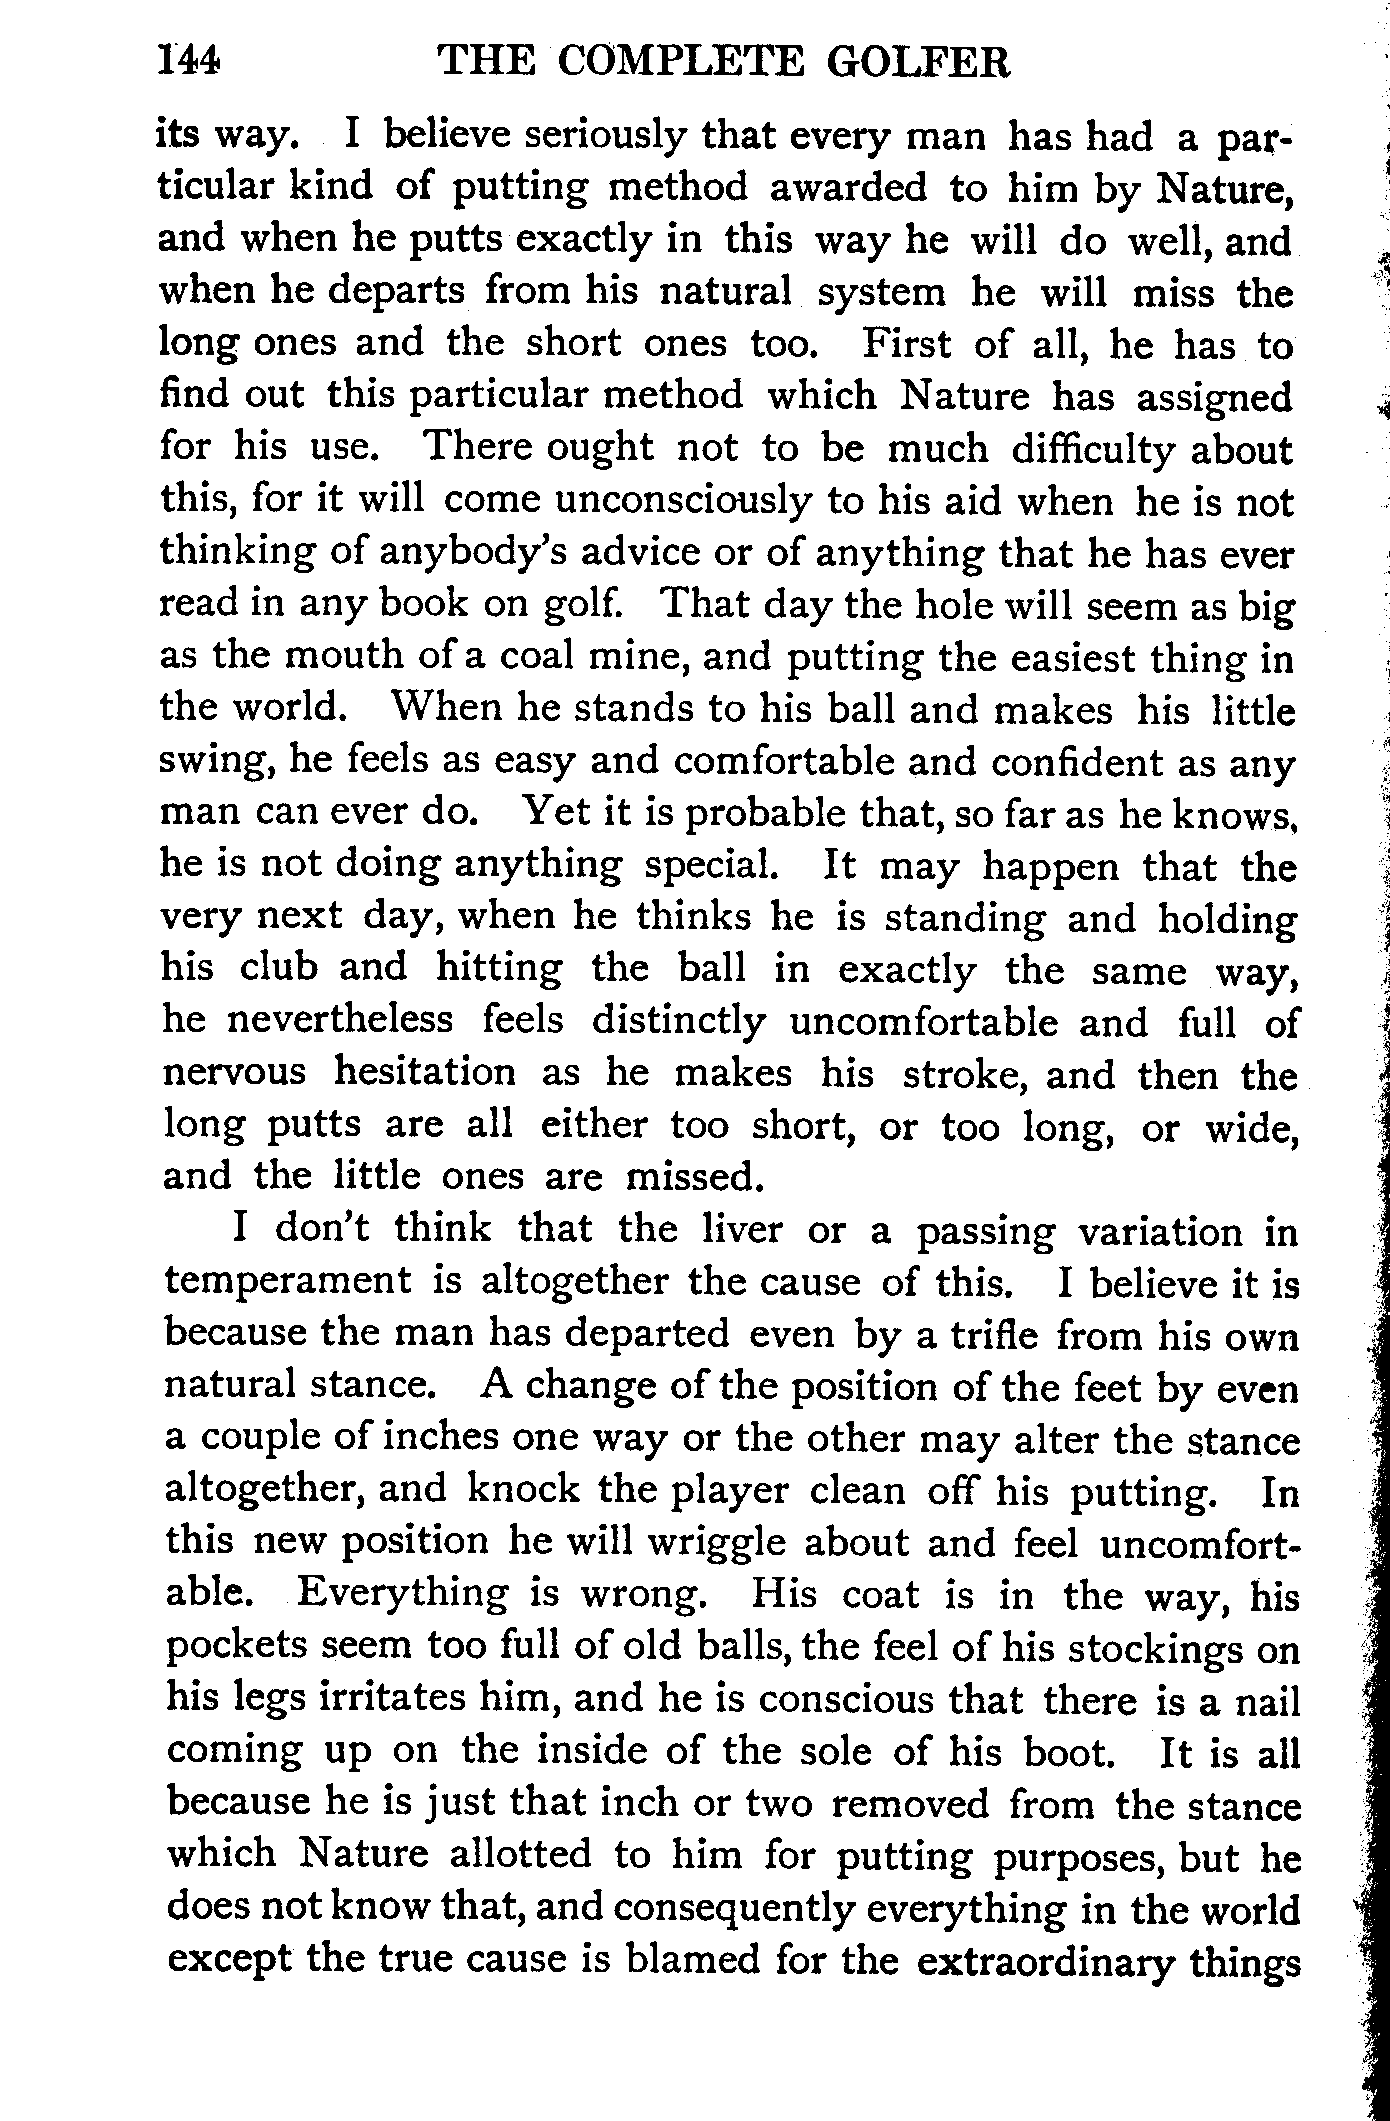 144 THE COMPLETE GOLFER
its way. I believe seriously that every man has had a par-
ticular kind of putting method awarded to him by Nature,
and when he putts exactly in this way he will do well, and
when he departs from his natural system he will miss the
long ones and the short ones too. First of all, he has to
find out this particular method which Nature has assigned
for his use. There ought not to be much difficulty about
this, for it will come unconsciously to his aid when he is not
thinking of anybody's advice or of anything that he has ever
read in any book on golf. That day the hole will seem as big
as the mouth of a coal mine, and putting the easiest thing in
the world. When he stands to his ball and makes his little
swing, he feels as easy and comfortable and confident as any
man can ever do. Yet it is probable that, so far as he knows,
he is not doing anything special. It may happen that the
very next day, when he thinks he is standing and holding
his club and hitting the ball in exactly the same way,
he nevertheless feels distinctly uncomfortable and full of
nervous hesitation as he makes his stroke, and then the
long putts are all either too short, or too long, or wide,
and the little ones are missed.
I don't think that the liver or a passing variation in
temperament is altogether the cause of this. I believe it is
because the man has departed even by a trifle from his own
natural stance. A change of the position of the feet by even
a couple of inches one way or the other may alter the stance
altogether, and knock the player clean off his putting. In
this new position he will wriggle about and feel uncomfort-
able. Everything is wrong. His coat is in the way, his
pockets seem too full of old balls, the feel of his stockings on
his legs irritates him, and he is conscious that there is a nail
coming up on the inside of the sole of his boot. It is all
because he is just that inch or two removed from the stance
which Nature allotted to him for putting purposes, but he
does not know that, and consequently everything in the world
except the true cause is blamed for the extraordinary things